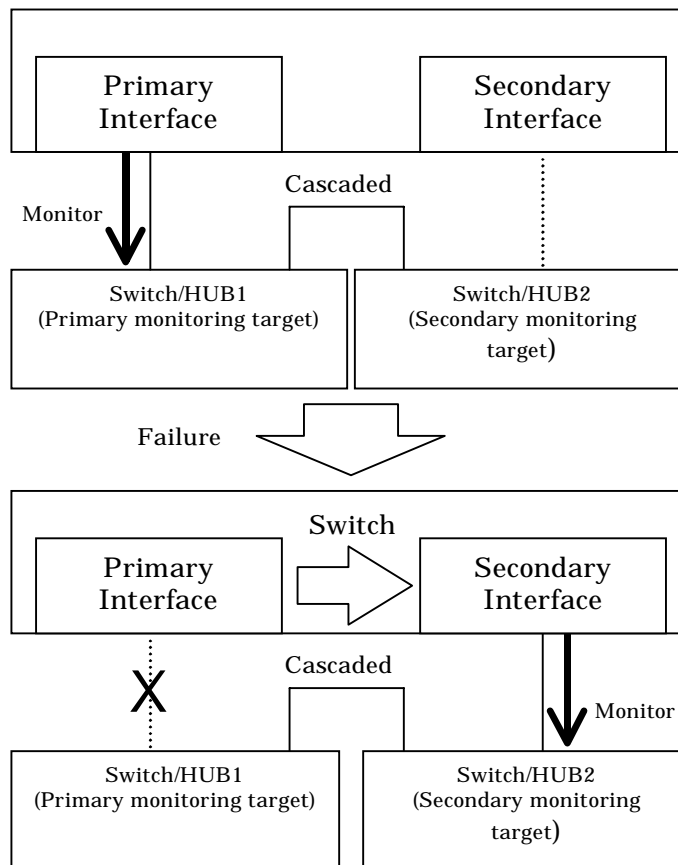 Primary
Interface
Secondary
Interface
Cascaded
Monitor
Switch/HUB1
(Primary monitoring target)
Switch/HUB2
(Secondary monitoring
target)
Failure
Switch
Primary
Interface
Secondary
Interface
X
Cascaded
Monitor
Switch/HUB1
(Primary monitoring target)
Switch/HUB2
(Secondary monitoring
target)